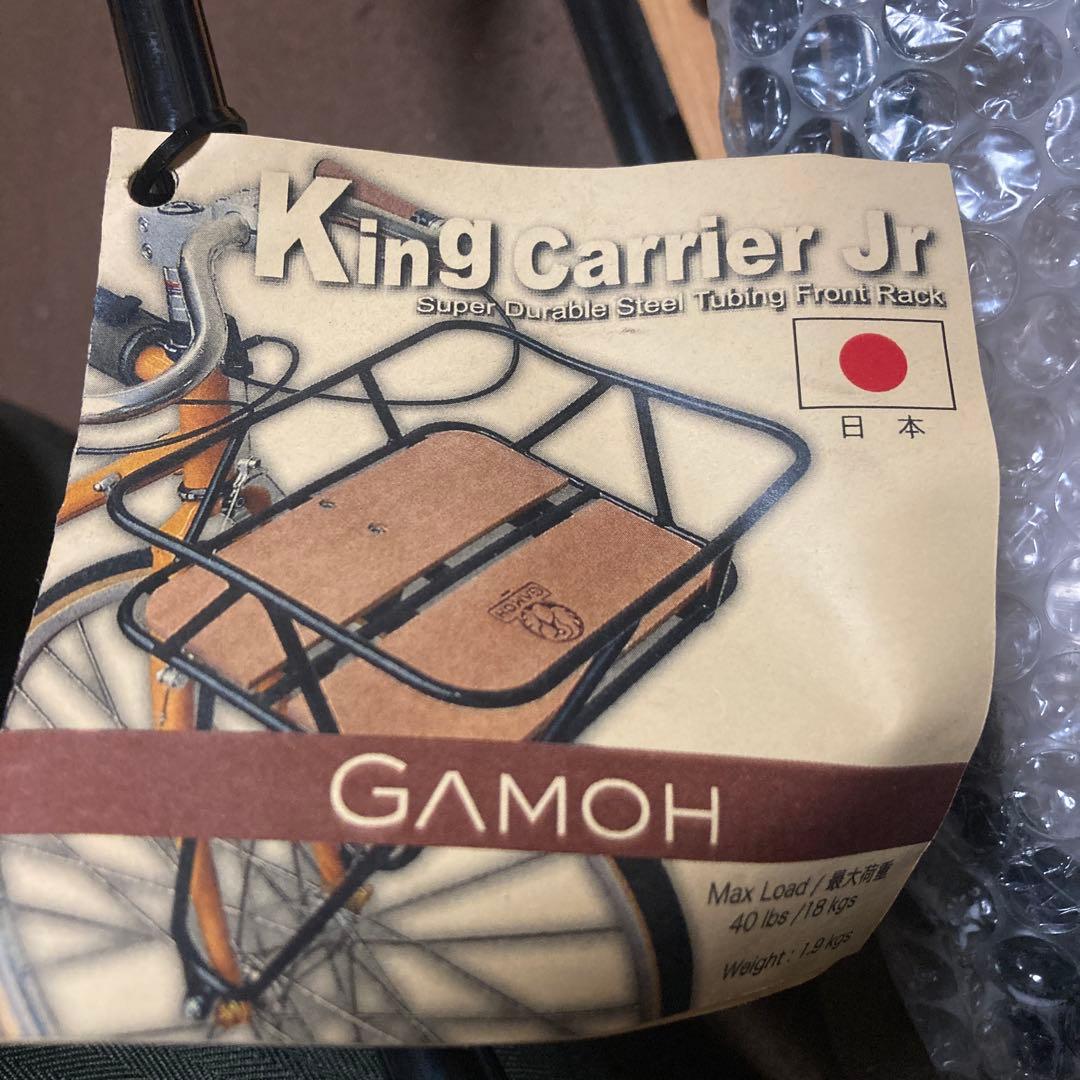 King Carrier Jr
Super Durable Steel Tubing Front Rack
日本
GAMOH
GAMOH
Max Load / 最大荷重
40 lbs /18 kgs
Weight : 1.9 kgs